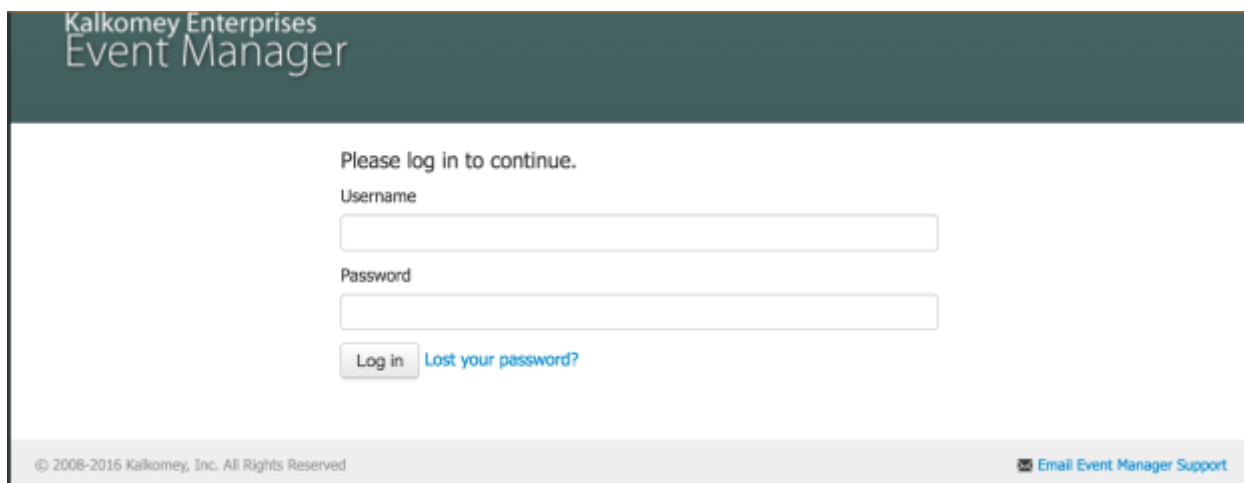 Kalkomey Enterprises
Event Manager
Please log in to continue.
Username
Password
Log in Lost your password?
© 2008-2016 Kalkomey, Inc. All Rights Reserved
Email Event Manager Support